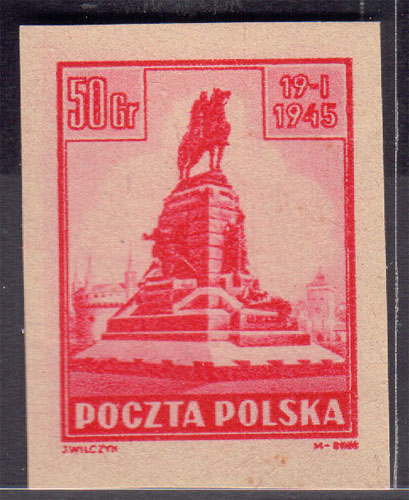 50 Gr
19-I
1945
POCZTA POLSKA
J.WILCZYK